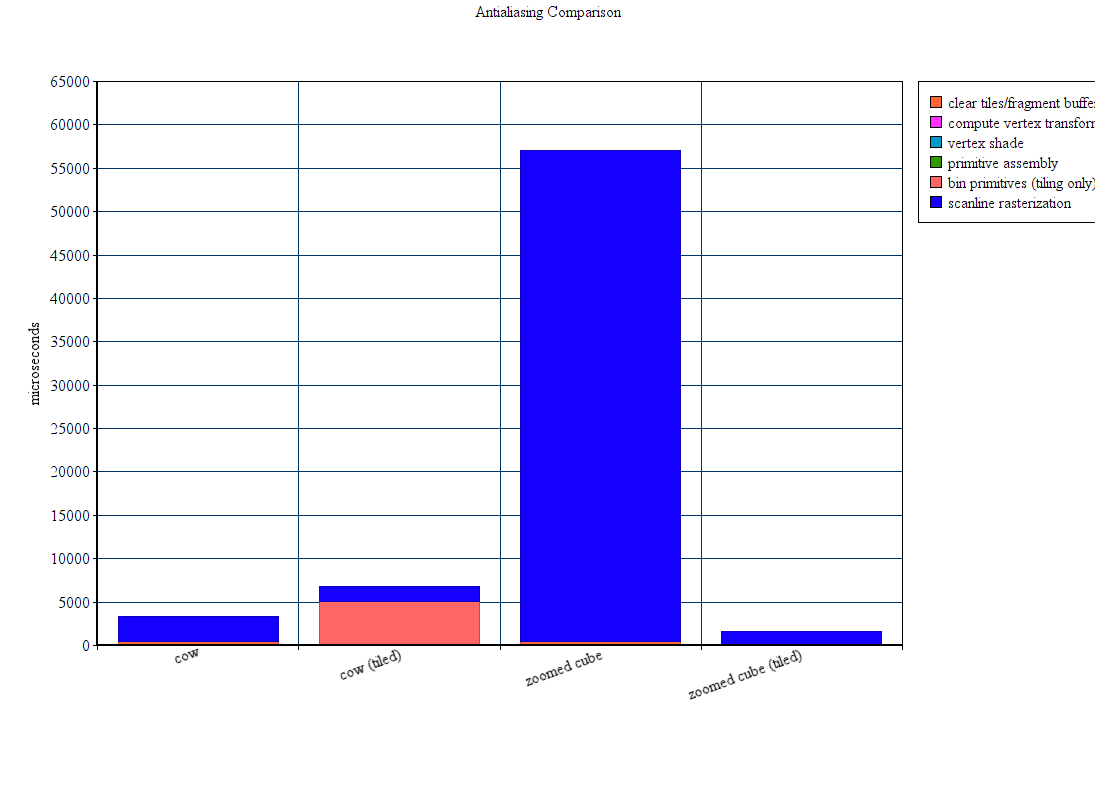 Antialiasing Comparison
65000
60000
55000
50000
45000
40000
35000
30000
25000
20000
15000
10000
5000
0
microseconds
cow
cow (tiled)
zoomed cube
zoomed cube (tiled)
clear tiles/fragment buffe
compute vertex transforn
vertex shade
primitive assembly
bin primitives (tiling only)
scanline rasterization